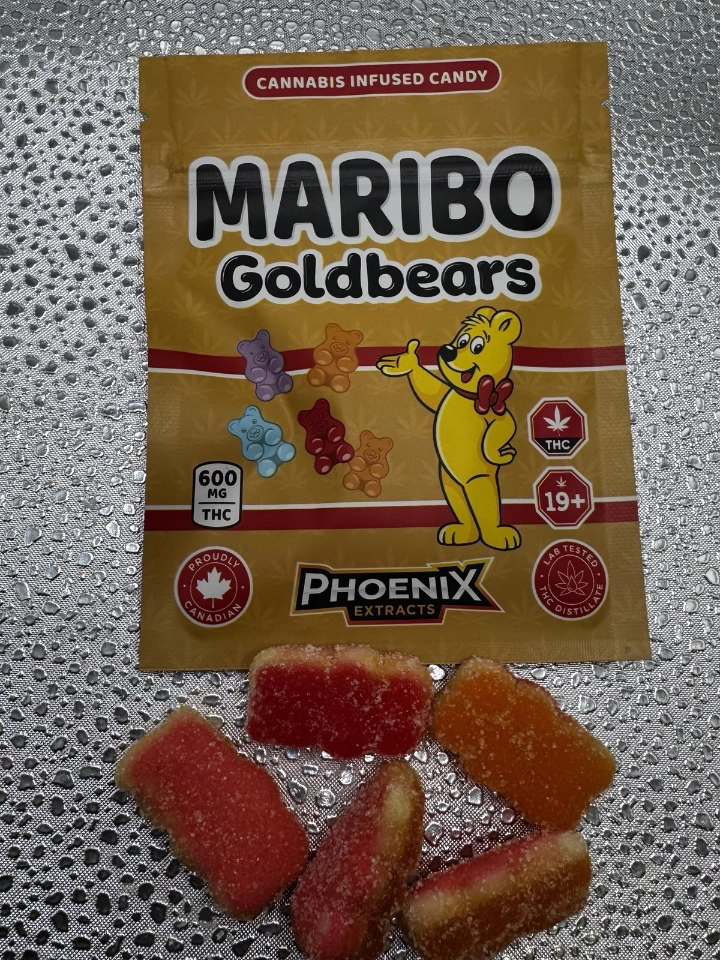 CANNABIS INFUSED CANDY
MARIBO
Goldbears
THC
600
MG
THC
19+
PROUDLY
CANADIAN
PHOENIX
EXTRACTS
LAB TESTED
THC DISTILLATE